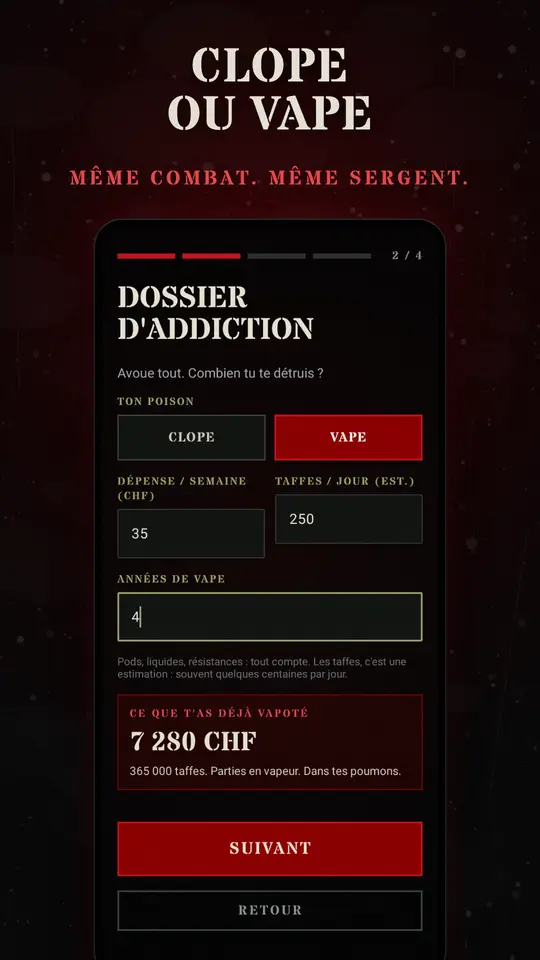 CLOPE
OU VAPE
MÊME COMBAT. MÊME SERGENT.
2 / 4
DOSSIER
D'ADDICTION
Avoue tout. Combien tu te détruis ?
TON POISON
CLOPE
VAPE
DÉPENSE / SEMAINE
(CHF)
TAFFES / JOUR (EST.)
35
250
ANNÉES DE VAPE
4
Pods, liquides, résistances : tout compte. Les taffes, c'est une
estimation : souvent quelques centaines par jour.
CE QUE T'AS DÉJÀ VAPOTÉ
7 280 CHF
365 000 taffes. Parties en vapeur. Dans tes poumons.
SUIVANT
RETOUR